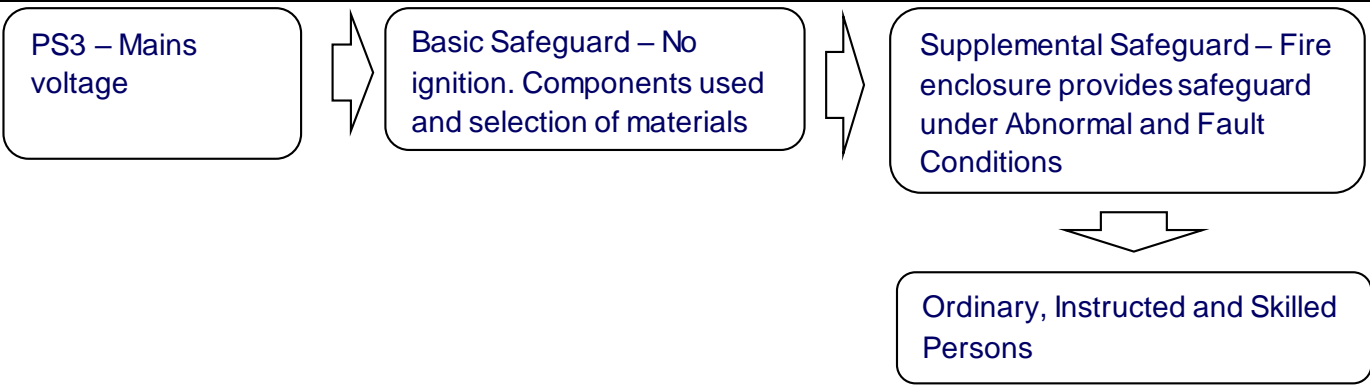 PS3 – Mains
voltage
Basic Safeguard – No
ignition. Components used
and selection of materials
Supplemental Safeguard – Fire
enclosure provides safeguard
under Abnormal and Fault
Conditions
Ordinary, Instructed and Skilled
Persons